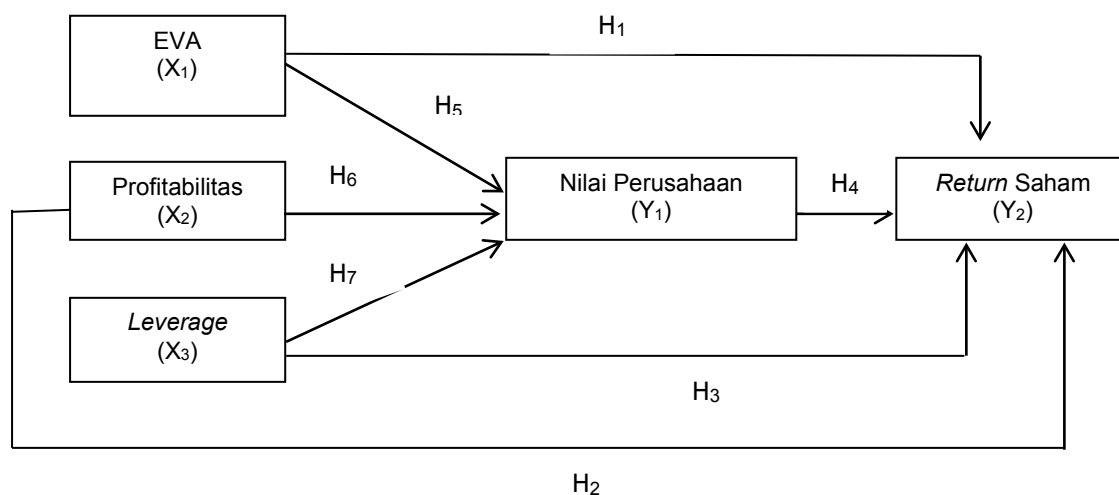 H₁
EVA
(X₁)
H₅
Profitabilitas
(X₂)
H₆
Nilai Perusahaan
(Y₁)
H₄
Return Saham
(Y₂)
H₇
Leverage
(X₃)
H₃
H₂